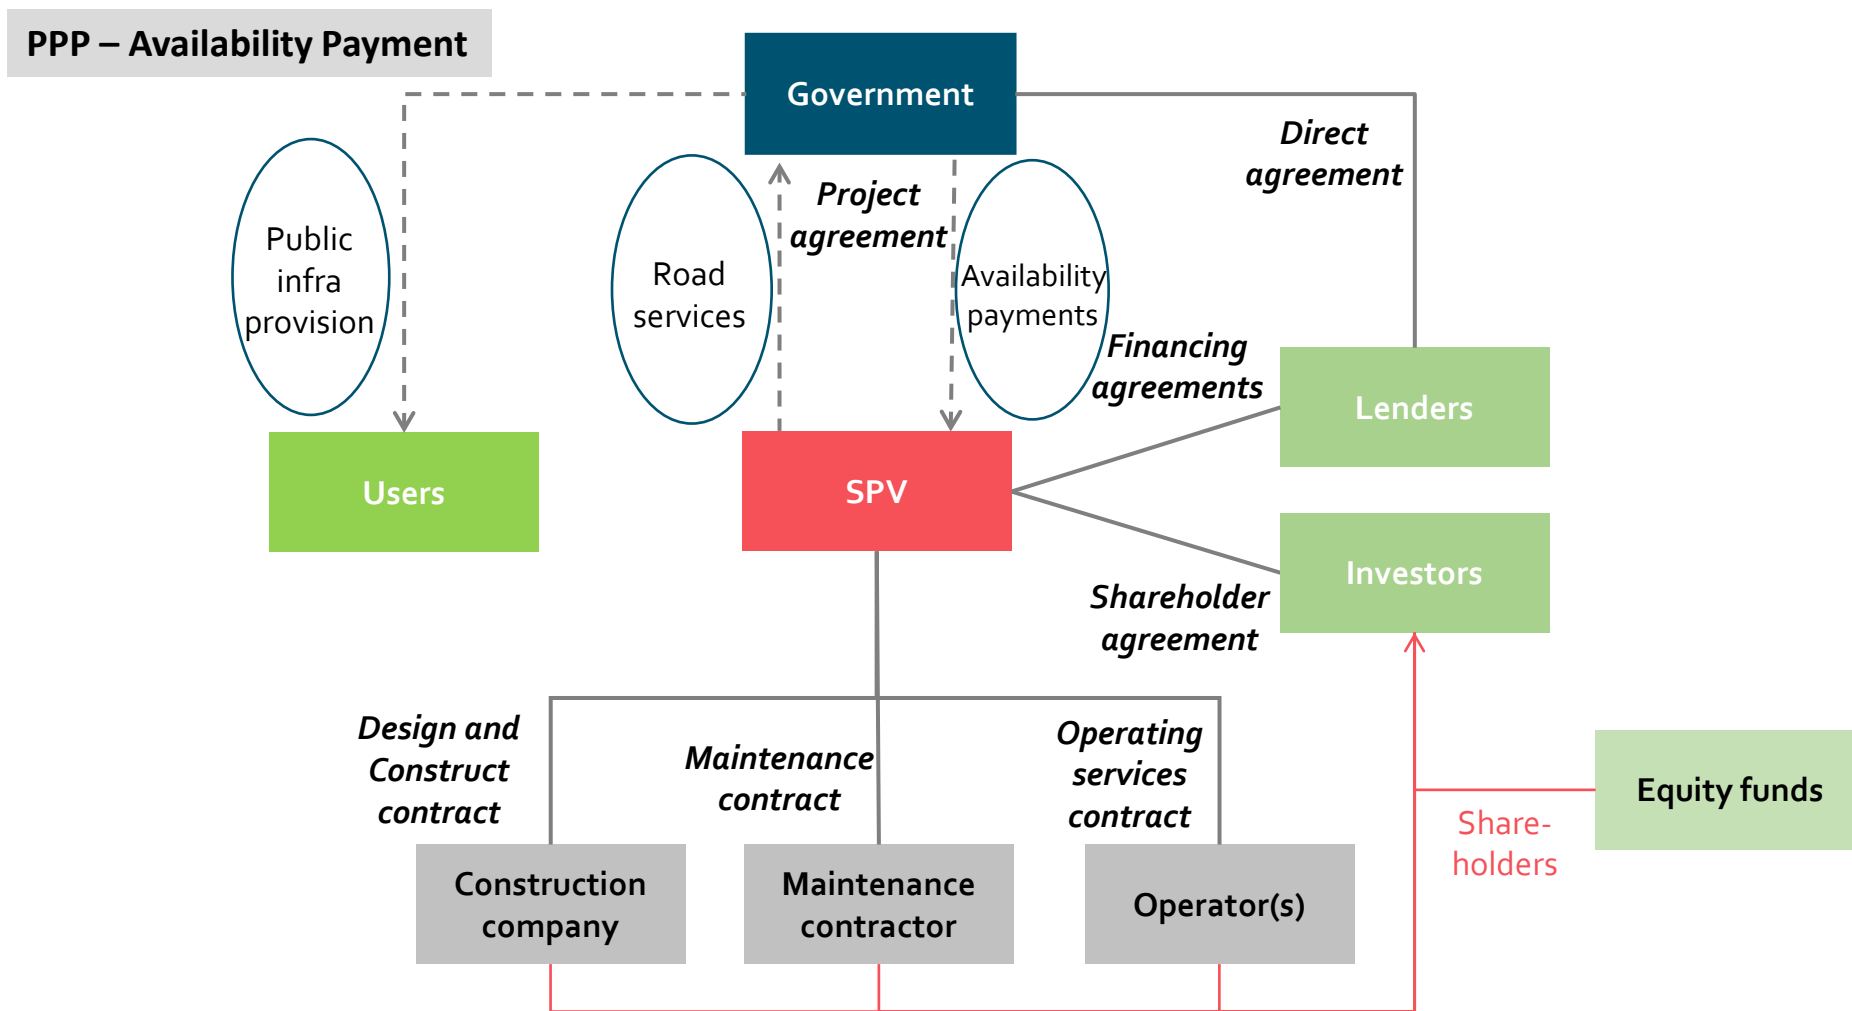 PPP – Availability Payment
Government
Direct
agreement
Project
agreement
Public
infra
provision
Road
services
Availability
payments
Financing
agreements
Lenders
Users
SPV
Investors
Shareholder
agreement
Design and
Construct
contract
Maintenance
contract
Operating
services
contract
Equity funds
Share-
holders
Construction
company
Maintenance
contractor
Operator(s)